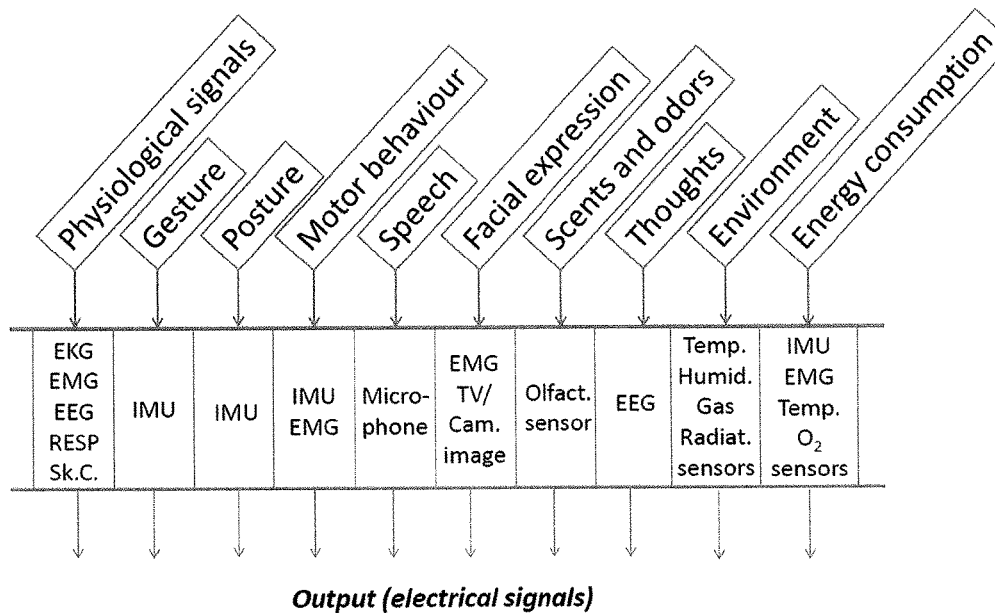 Physiological signals
Gesture
Posture
Motor behaviour
Speech
Facial expression
Scents and odors
Thoughts
Environment
Energy consumption
EKG
EMG
EEG
RESP
Sk.C.
IMU
IMU
IMU
EMG
Micro-
phone
EMG
TV/
Cam.
image
Olfact.
sensor
EEG
Temp.
Humid.
Gas
Radiat.
sensors
IMU
EMG
Temp.
O₂
sensors
Output (electrical signals)